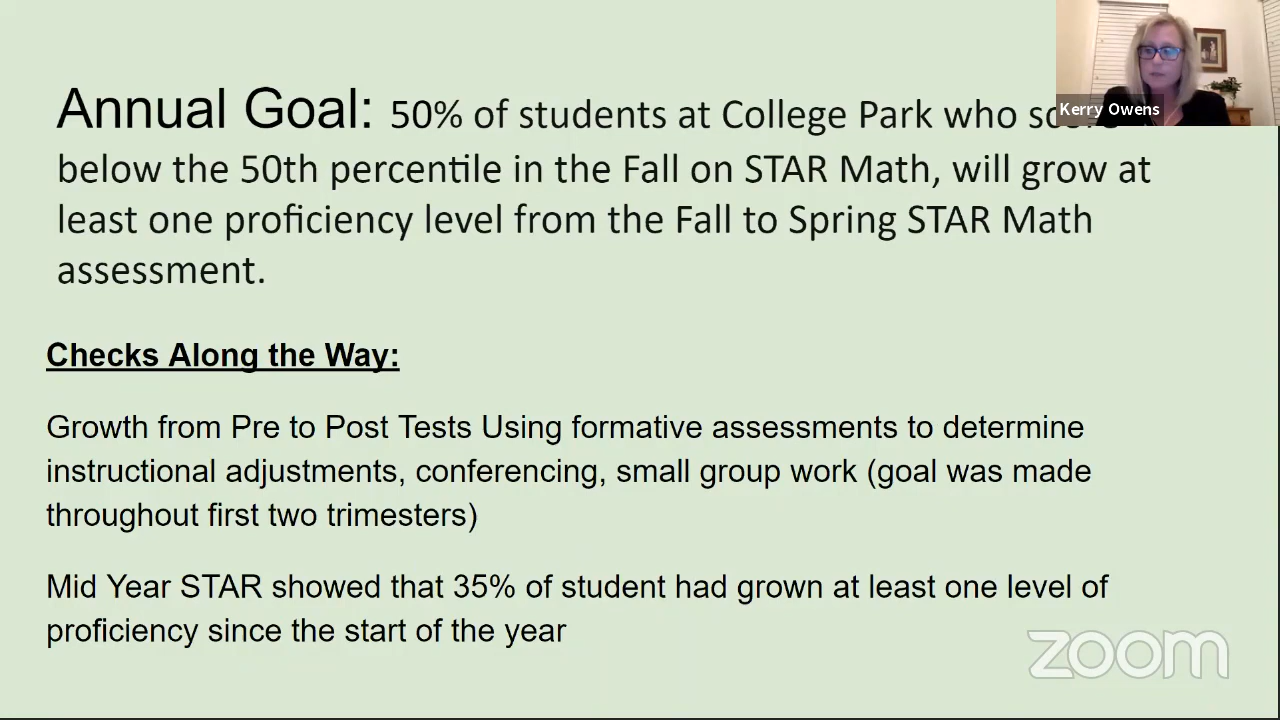 Annual Goal: 50% of students at College Park who
below the 50th percentile in the Fall on STAR Math, will grow at
least one proficiency level from the Fall to Spring STAR Math
assessment.
Kerry Owens
Checks Along the Way:
Growth from Pre to Post Tests Using formative assessments to determine
instructional adjustments, conferencing, small group work (goal was made
throughout first two trimesters)
Mid Year STAR showed that 35% of student had grown at least one level of
proficiency since the start of the year
zoom